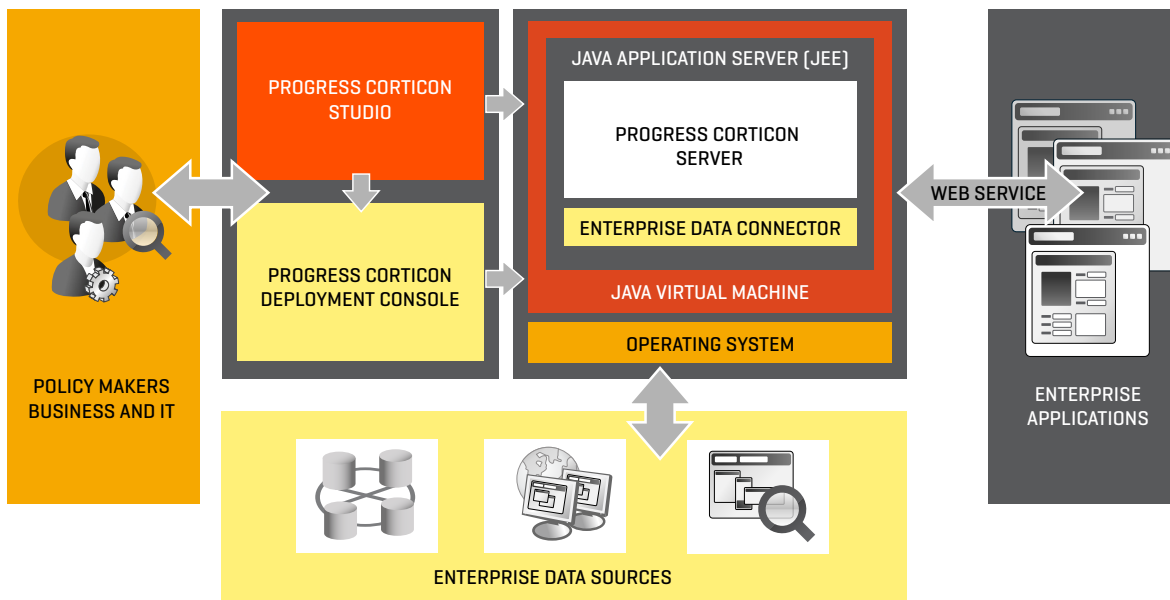 POLICY MAKERS
BUSINESS AND IT
PROGRESS CORTICON
STUDIO
PROGRESS CORTICON
DEPLOYMENT CONSOLE
JAVA APPLICATION SERVER (JEE)
PROGRESS CORTICON
SERVER
ENTERPRISE DATA CONNECTOR
JAVA VIRTUAL MACHINE
OPERATING SYSTEM
WEB SERVICE
ENTERPRISE
APPLICATIONS
ENTERPRISE DATA SOURCES